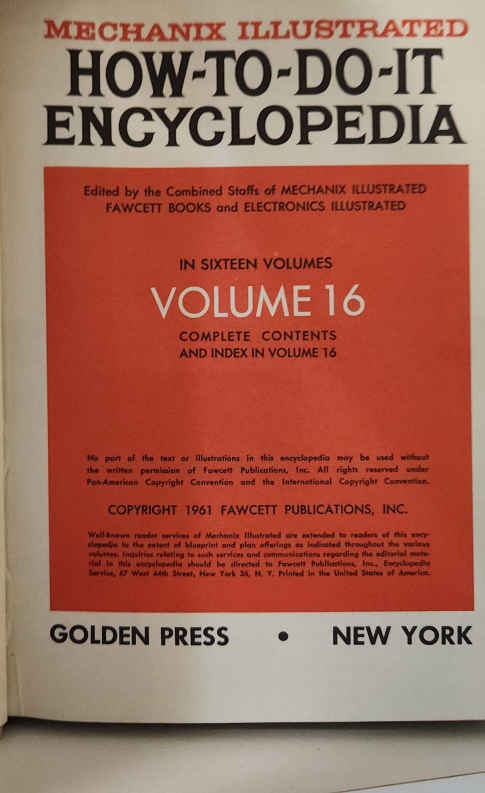 MECHANIX ILLUSTRATED
HOW-TO-DO-IT
ENCYCLOPEDIA
Edited by the Combined Staffs of MECHANIX ILLUSTRATED
FAWCETT BOOKS and ELECTRONICS ILLUSTRATED
IN SIXTEEN VOLUMES
VOLUME 16
COMPLETE CONTENTS
AND INDEX IN VOLUME 16
No part of the text or illustrations in this encyclopedia may be used without
the written permission of Fawcett Publications, Inc. All rights reserved under
Pan-American Copyright Convention and the International Copyright Convention.
COPYRIGHT 1961 FAWCETT PUBLICATIONS, INC.
Well-known reader services of Mechanix Illustrated are extended to readers of this ency-
clopedia to the extent of blueprint and plan offerings as indicated throughout the various
volumes. Inquiries relating to such services and communications regarding the editorial mate-
rial in this encyclopedia should be directed to Fawcett Publications, Inc., Encyclopedia
Service, 67 West 44th Street, New York 36, N. Y. Printed in the United States of America.
GOLDEN PRESS • NEW YORK